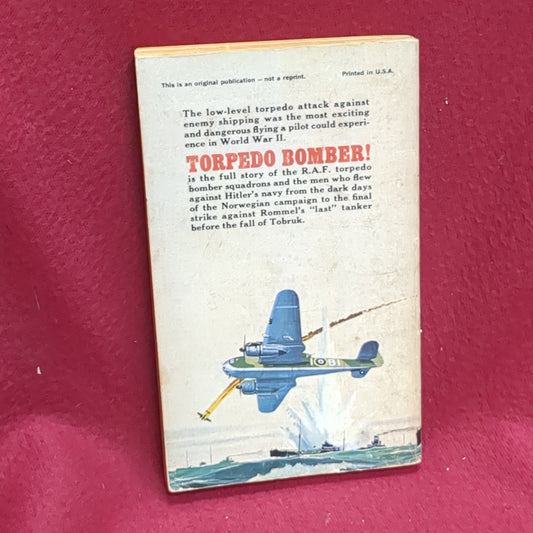 This is an original publication — not a reprint. Printed in U.S.A.
The low-level torpedo attack against
enemy shipping was the most exciting
and dangerous flying a pilot could experi-
ence in World War II.
TORPEDO BOMBER!
is the full story of the R.A.F. torpedo
bomber squadrons and the men who flew
against Hitler's navy from the dark days
of the Norwegian campaign to the final
strike against Rommel's "last" tanker
before the fall of Tobruk.